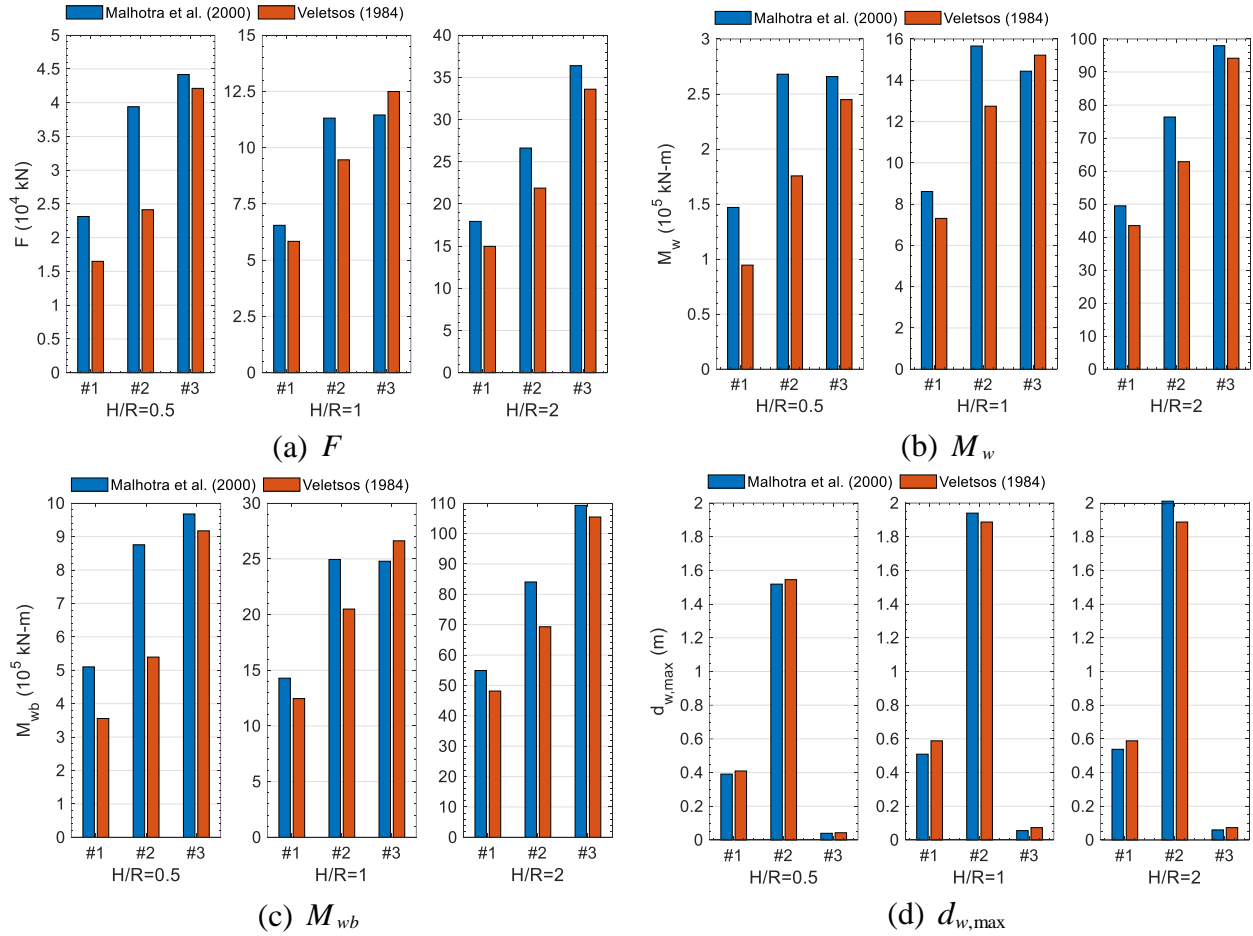 Malhotra et al. (2000) Veletsos (1984)
5 4.5 4 3.5 3 2.5 2 1.5 1 0.5 0
F (10^4 kN)
#1 #2 #3
H/R=0.5
15 12.5 10 7.5 5 2.5 0
#1 #2 #3
H/R=1
40 35 30 25 20 15 10 5 0
#1 #2 #3
H/R=2
(a) F
Malhotra et al. (2000) Veletsos (1984)
3 2.5 2 1.5 1 0.5 0
M_w (10^5 kN-m)
#1 #2 #3
H/R=0.5
16 14 12 10 8 6 4 2 0
#1 #2 #3
H/R=1
100 90 80 70 60 50 40 30 20 10 0
#1 #2 #3
H/R=2
(b) M_w
Malhotra et al. (2000) Veletsos (1984)
10 9 8 7 6 5 4 3 2 1 0
M_wb (10^5 kN-m)
#1 #2 #3
H/R=0.5
30 25 20 15 10 5 0
#1 #2 #3
H/R=1
110 100 90 80 70 60 50 40 30 20 10 0
#1 #2 #3
H/R=2
(c) M_wb
Malhotra et al. (2000) Veletsos (1984)
2 1.8 1.6 1.4 1.2 1 0.8 0.6 0.4 0.2 0
d_w,max (m)
#1 #2 #3
H/R=0.5
2 1.8 1.6 1.4 1.2 1 0.8 0.6 0.4 0.2 0
#1 #2 #3
H/R=1
2 1.8 1.6 1.4 1.2 1 0.8 0.6 0.4 0.2 0
#1 #2 #3
H/R=2
(d) d_w,max